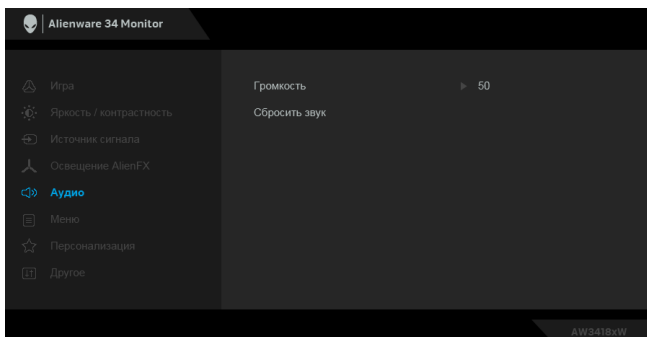 Alienware 34 Monitor
Игра
Яркость / контрастность
Источник сигнала
Освещение AlienFX
Аудио
Меню
Персонализация
Другое
Громкость 50
Сбросить звук
AW3418xW